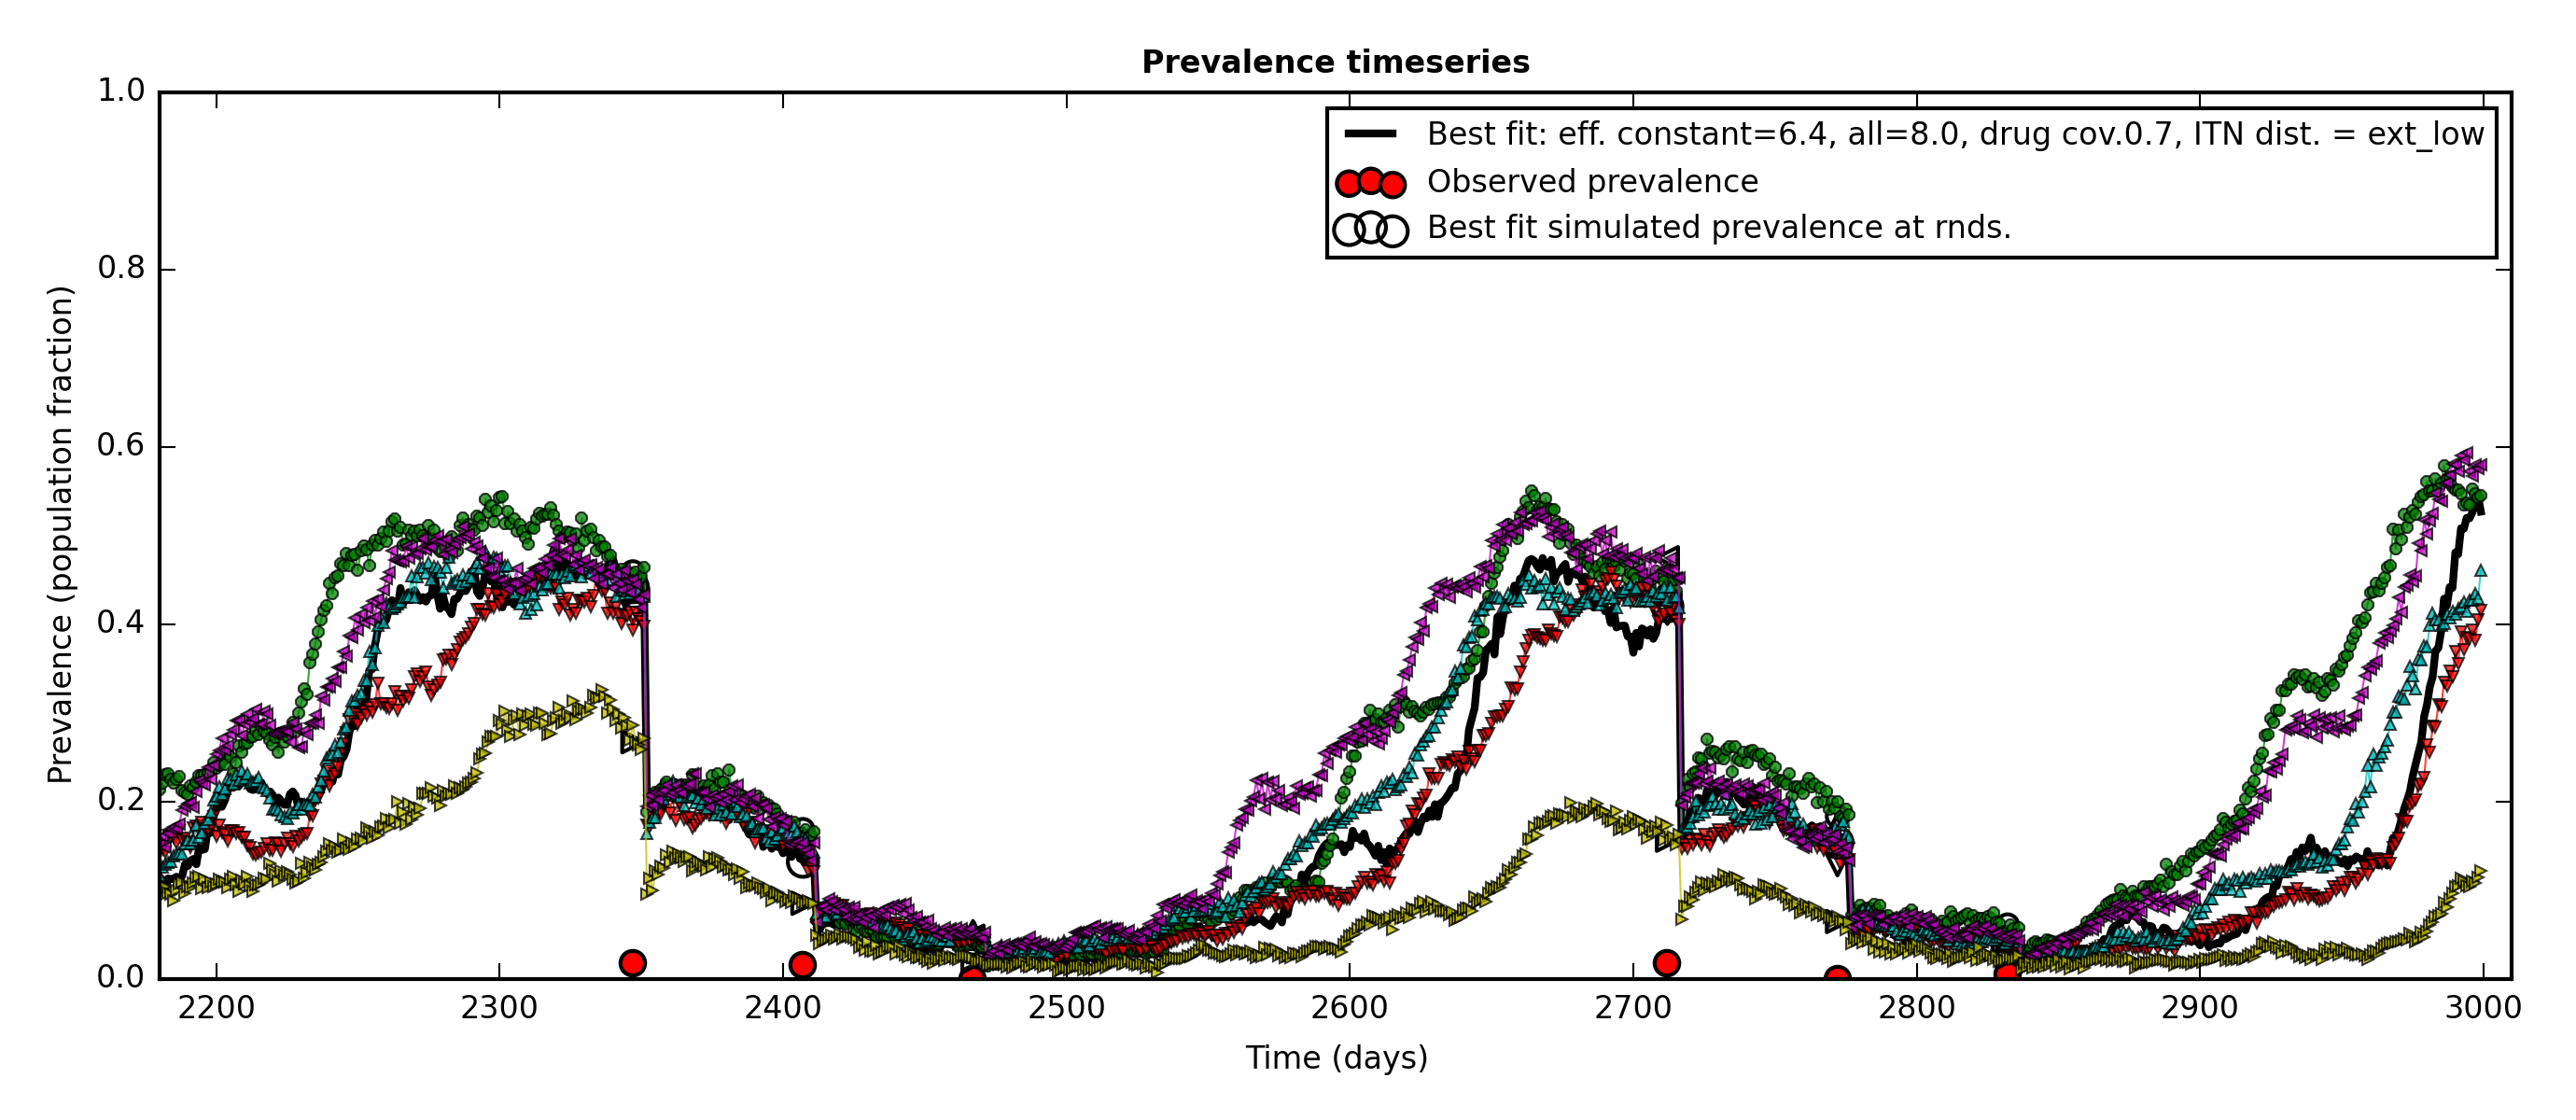 Prevalence timeseries
1.0
0.8
0.6
0.4
0.2
0.0
Prevalence (population fraction)
Best fit: eff. constant=6.4, all=8.0, drug cov.0.7, ITN dist. = ext_low
Observed prevalence
Best fit simulated prevalence at rnds.
2200 2300 2400 2500 2600 2700 2800 2900 3000
Time (days)